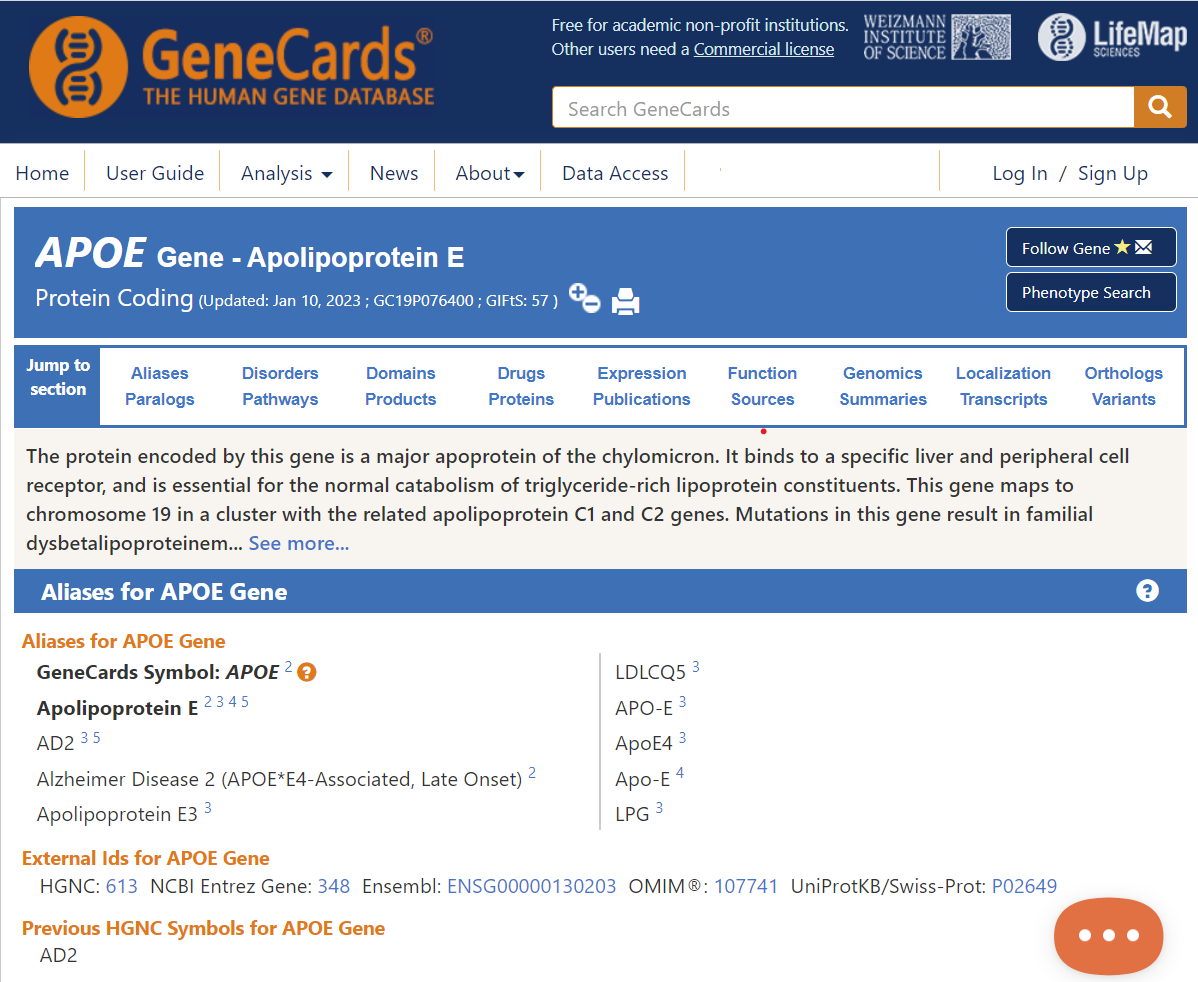 GeneCards®
THE HUMAN GENE DATABASE
Free for academic non-profit institutions.
Other users need a Commercial license
WEIZMANN
INSTITUTE
OF SCIENCE
LifeMap
SCIENCES
Search GeneCards
Home User Guide Analysis News About Data Access Log In / Sign Up
APOE Gene - Apolipoprotein E
Protein Coding (Updated: Jan 10, 2023 ; GC19P076400 ; GIFtS: 57 )
Follow Gene
Phenotype Search
Jump to
section
Aliases Disorders Domains Drugs Expression Function Genomics Localization Orthologs
Paralogs Pathways Products Proteins Publications Sources Summaries Transcripts Variants
The protein encoded by this gene is a major apoprotein of the chylomicron. It binds to a specific liver and peripheral cell
receptor, and is essential for the normal catabolism of triglyceride-rich lipoprotein constituents. This gene maps to
chromosome 19 in a cluster with the related apolipoprotein C1 and C2 genes. Mutations in this gene result in familial
dysbetalipoproteinem... See more...
Aliases for APOE Gene ?
Aliases for APOE Gene
GeneCards Symbol: APOE 2 ?
Apolipoprotein E 2 3 4 5
AD2 3 5
Alzheimer Disease 2 (APOE*E4-Associated, Late Onset) 2
Apolipoprotein E3 3
LDLCQ5 3
APO-E 3
ApoE4 3
Apo-E 4
LPG 3
External Ids for APOE Gene
HGNC: 613 NCBI Entrez Gene: 348 Ensembl: ENSG00000130203 OMIM®: 107741 UniProtKB/Swiss-Prot: P02649
Previous HGNC Symbols for APOE Gene
AD2